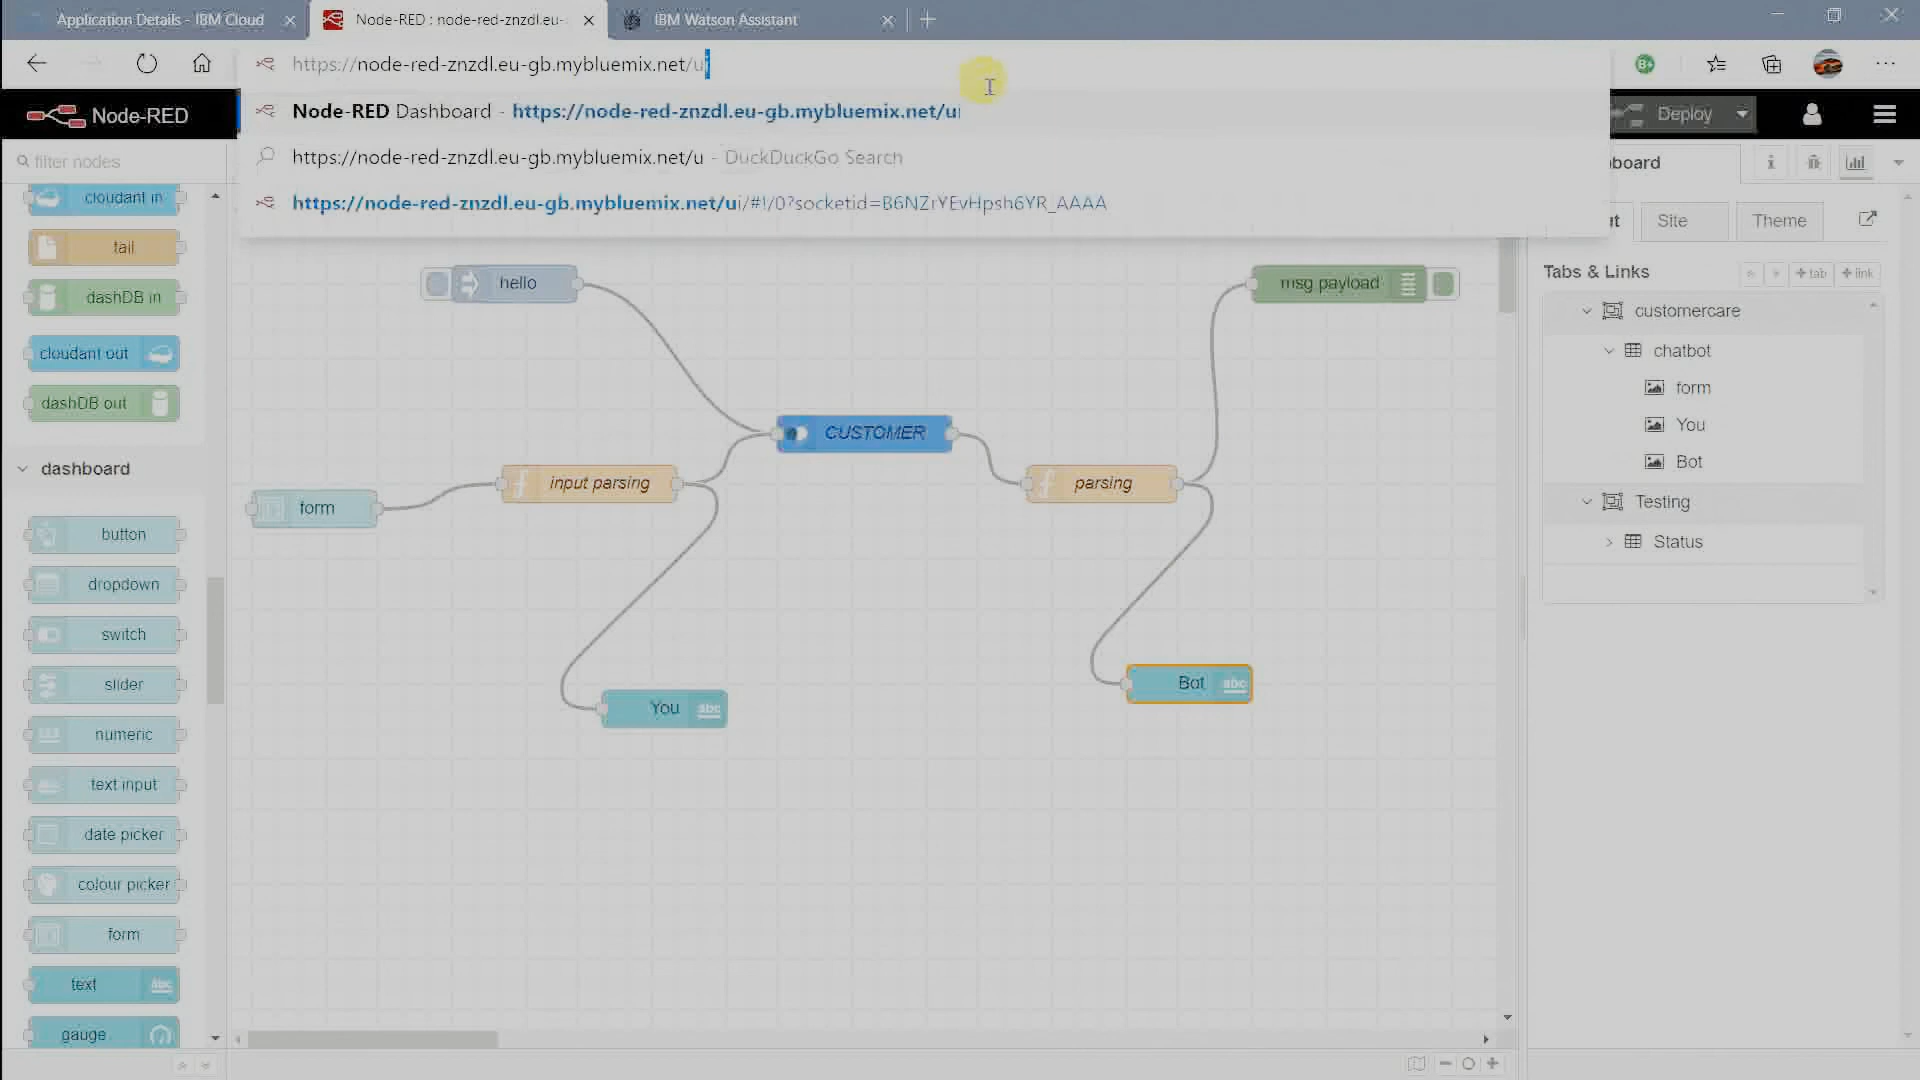 Application Details - IBM Cloud
Node-RED : node-red-znzdl.eu-
IBM Watson Assistant
https://node-red-znzdl.eu-gb.mybluemix.net/ui
Node-RED Dashboard - https://node-red-znzdl.eu-gb.mybluemix.net/ui
https://node-red-znzdl.eu-gb.mybluemix.net/u - DuckDuckGo Search
https://node-red-znzdl.eu-gb.mybluemix.net/ui/#!/0?socketid=B6NZrYEvHpsh6YR_AAAA
Node-RED
Deploy
filter nodes
cloudant in
tail
dashDB in
cloudant out
dashDB out
dashboard
button
dropdown
switch
slider
numeric
text input
date picker
colour picker
form
text
abc
gauge
hello
msg payload
CUSTOMER
input parsing
parsing
form
You
abc
Bot
abc
board
ut
Site
Theme
Tabs & Links
+ tab
+ link
customercare
chatbot
form
You
Bot
Testing
Status